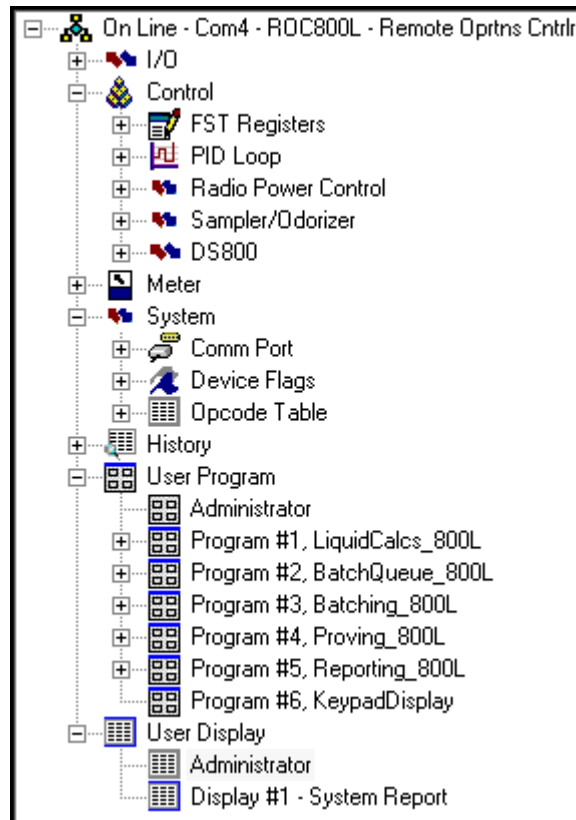 On Line - Com4 - ROC800L - Remote Oprtns Cntrlr
I/O
Control
FST Registers
PID Loop
Radio Power Control
Sampler/Odorizer
DS800
Meter
System
Comm Port
Device Flags
Opcode Table
History
User Program
Administrator
Program #1, LiquidCalcs_800L
Program #2, BatchQueue_800L
Program #3, Batching_800L
Program #4, Proving_800L
Program #5, Reporting_800L
Program #6, KeypadDisplay
User Display
Administrator
Display #1 - System Report